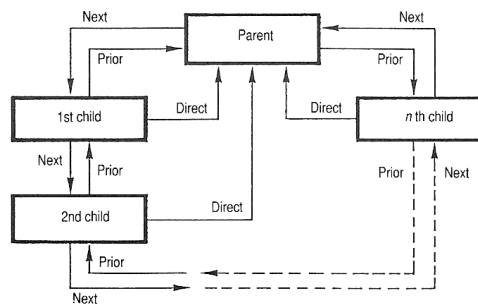 Next
Parent
Next
Prior
Prior
1st child
Direct
Direct
n th child
Next
Prior
Prior
Next
2nd child
Direct
Prior
Next